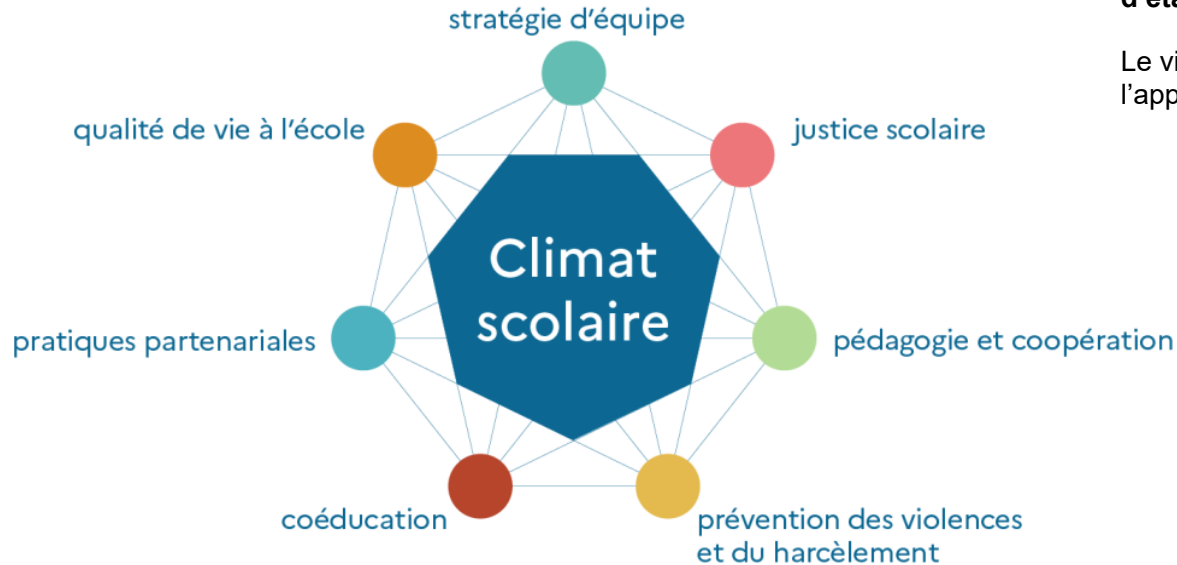 stratégie d'équipe
qualité de vie à l'école
justice scolaire
Climat
scolaire
pratiques partenariales
pédagogie et coopération
coéducation
prévention des violences
et du harcèlement
Le